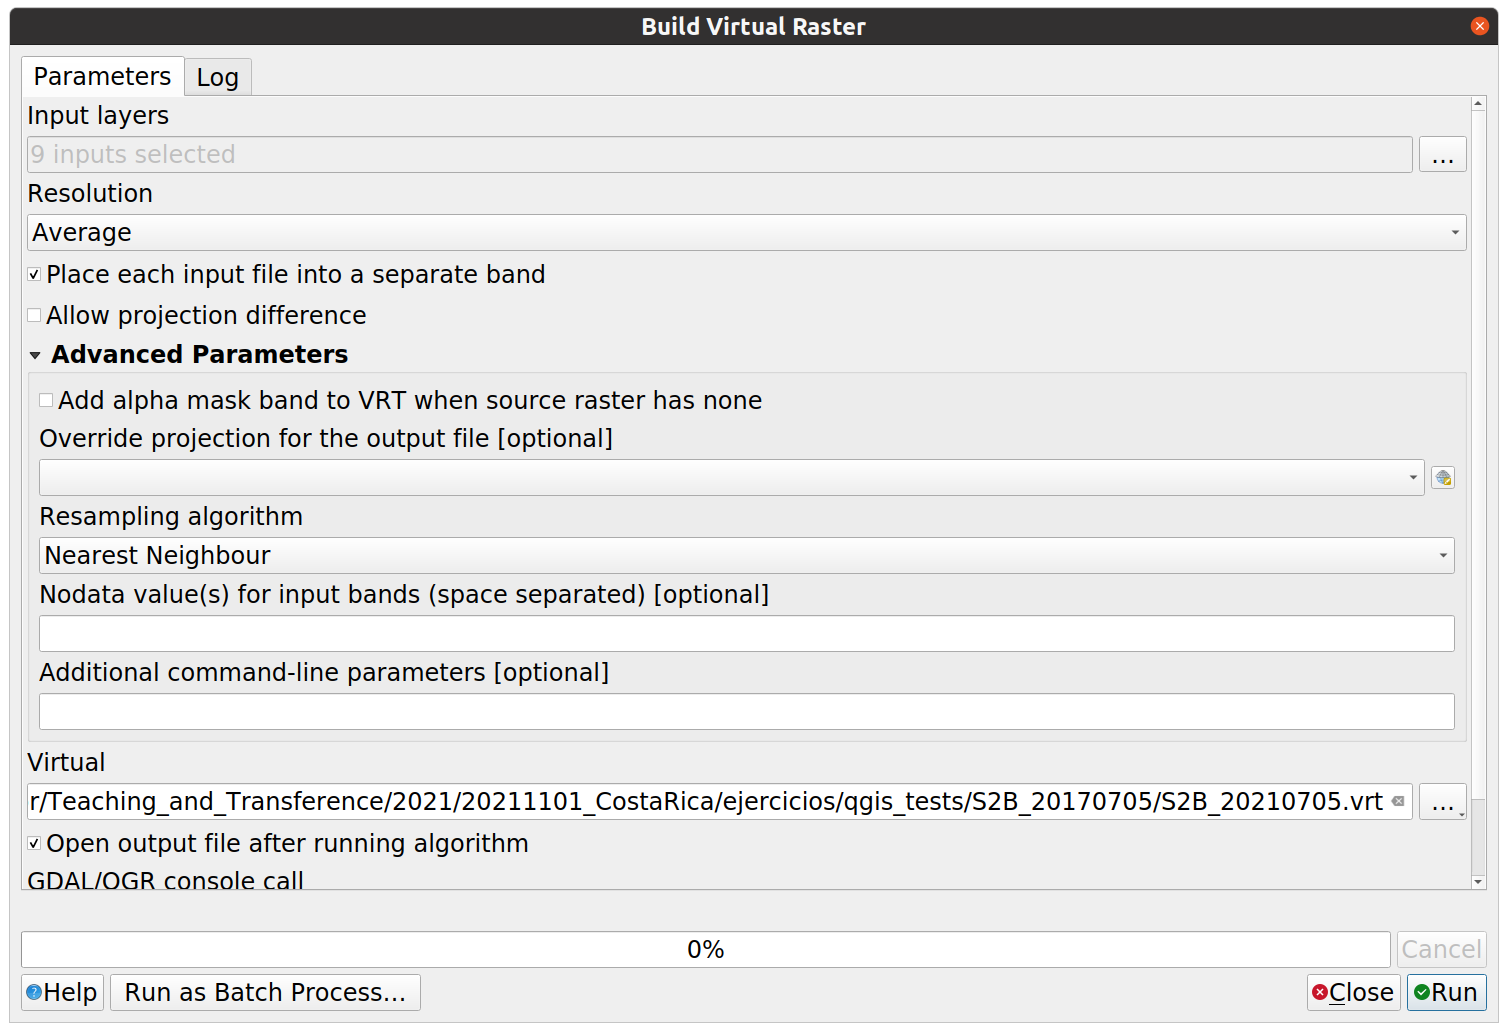 Build Virtual Raster
Parameters
Log
Input layers
9 inputs selected
...
Resolution
Average
Place each input file into a separate band
Allow projection difference
Advanced Parameters
Add alpha mask band to VRT when source raster has none
Override projection for the output file [optional]
Resampling algorithm
Nearest Neighbour
Nodata value(s) for input bands (space separated) [optional]
Additional command-line parameters [optional]
Virtual
r/Teaching_and_Transference/2021/20211101_CostaRica/ejercicios/qgis_tests/S2B_20170705/S2B_20210705.vrt
...
Open output file after running algorithm
GDAL/OGR console call
0%
Cancel
Help
Run as Batch Process...
Close
Run